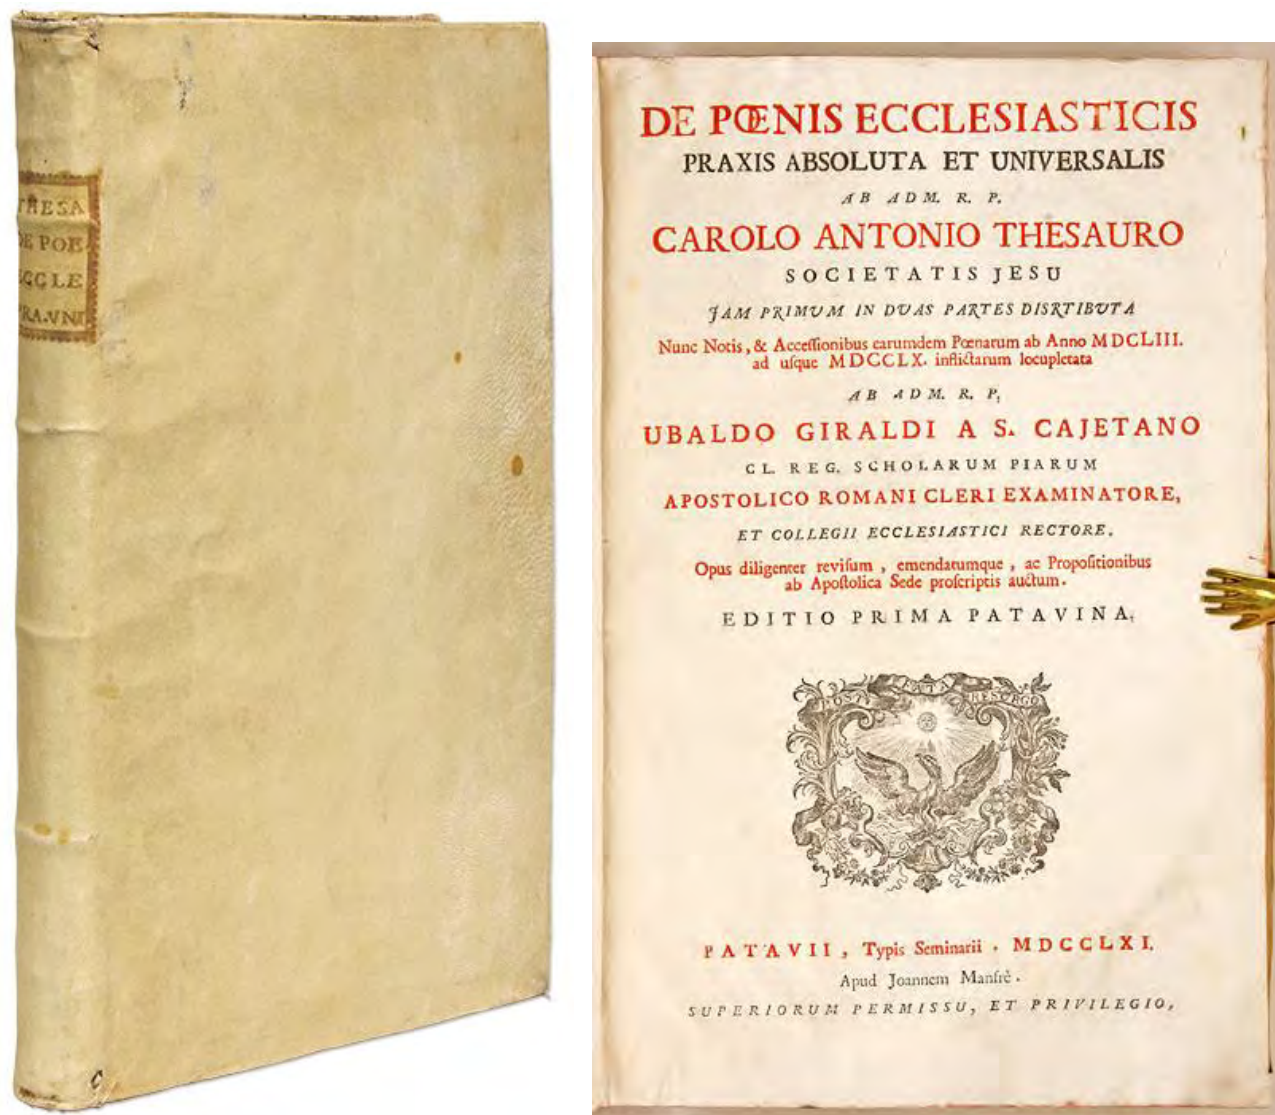 THESA
DE POE
ECCLE
PRA.VNI
DE PŒNIS ECCLESIASTICIS
PRAXIS ABSOLUTA ET UNIVERSALIS
AB ADM. R. P.
CAROLO ANTONIO THESAURO
SOCIETATIS JESU
JAM PRIMUM IN DUAS PARTES DISRTIBUTA
Nunc Notis, & Accessionibus earumdem Pœnarum ab Anno MDCLIII.
ad usque MDCCLX. inflictarum locupletata
AB ADM. R. P,
UBALDO GIRALDI A S. CAJETANO
CL. REG. SCHOLARUM PIARUM
APOSTOLICO ROMANI CLERI EXAMINATORE,
ET COLLEGII ECCLESIASTICI RECTORE.
Opus diligenter revisum, emendatumque, ac Propositionibus
ab Apostolica Sede proscriptis auctum.
EDITIO PRIMA PATAVINA,
POST FATA RESURGO
PATAVII, Typis Seminarii. MDCCLXI.
Apud Joannem Manfrè.
SUPERIORUM PERMISSU, ET PRIVILEGIO,